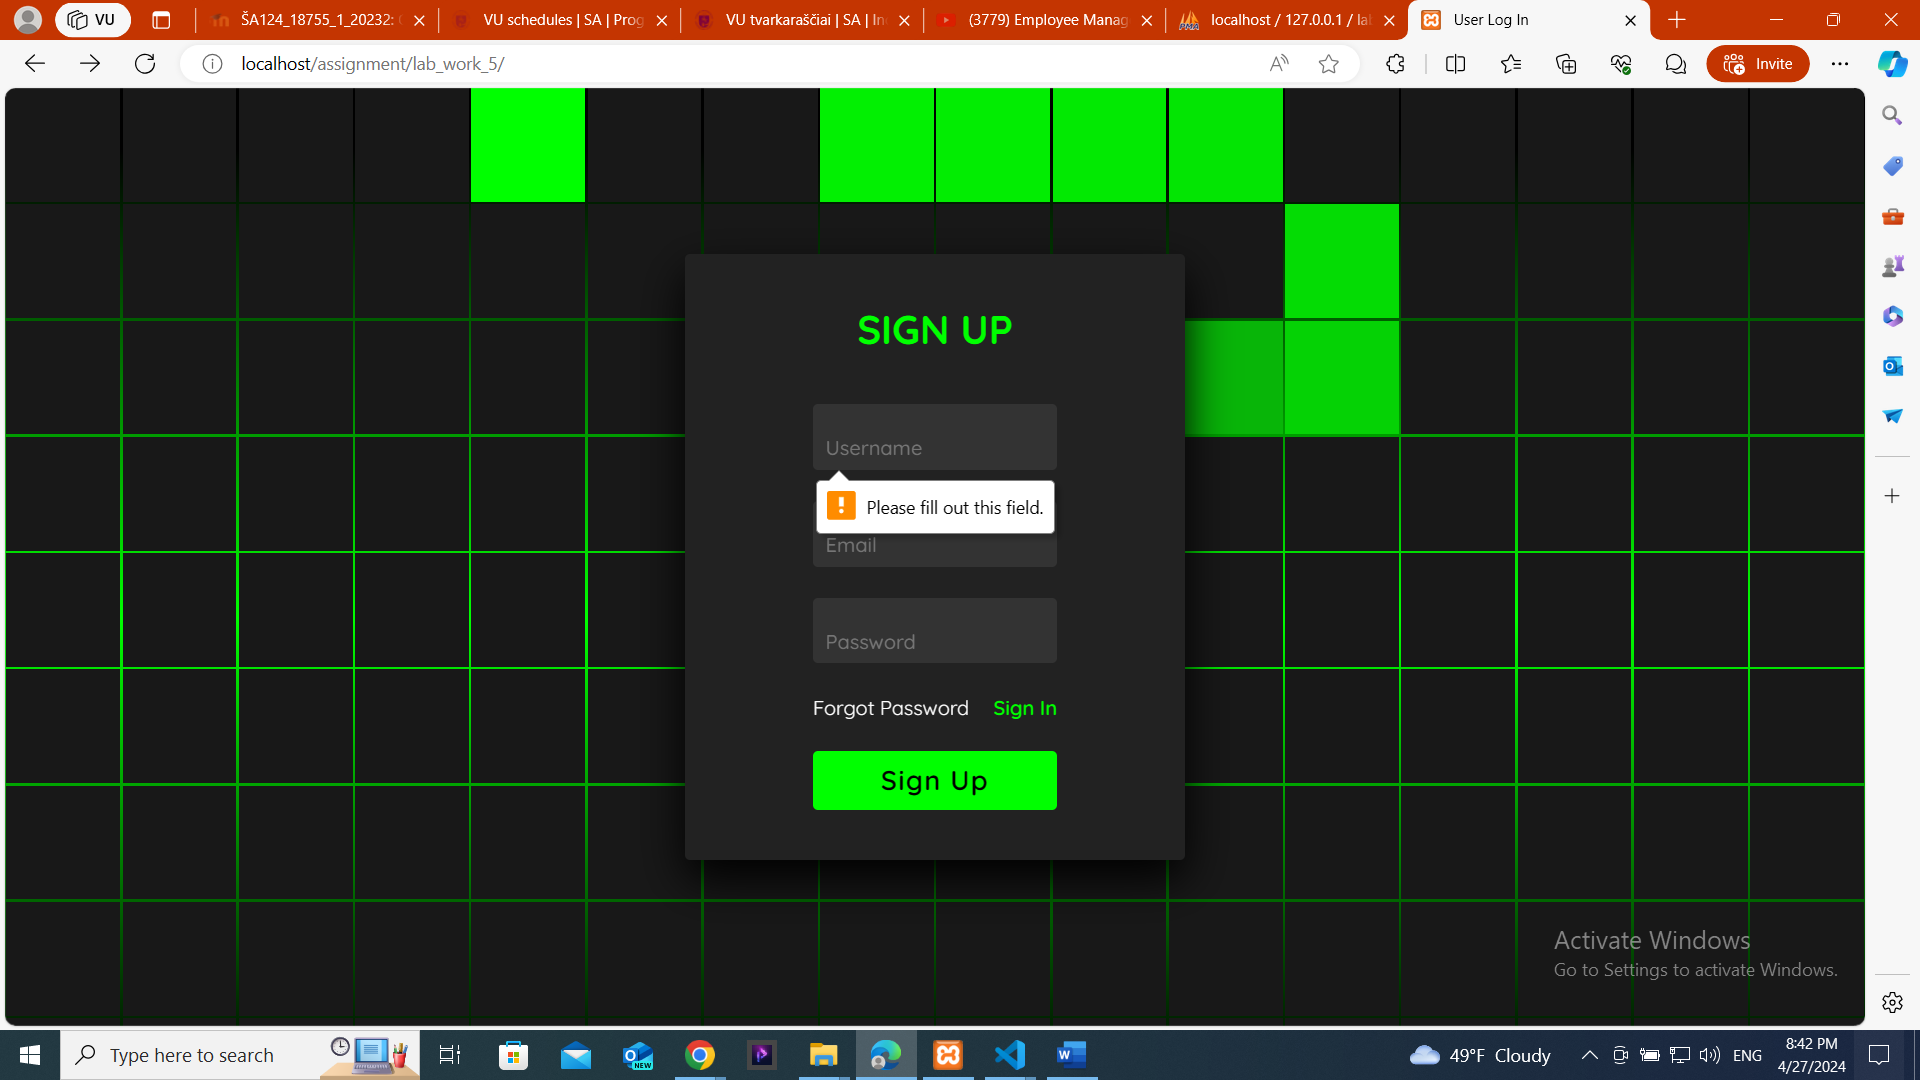 VU
ŠA124_18755_1_20232:
VU schedules | SA | Prog
VU tvarkaraščiai | SA | In
(3779) Employee Manag
localhost / 127.0.0.1 / la
User Log In
localhost/assignment/lab_work_5/
Invite
SIGN UP
Username
Please fill out this field.
Email
Password
Forgot Password Sign In
Sign Up
Activate Windows
Go to Settings to activate Windows.
Type here to search
NEW
49°F Cloudy
ENG
8:42 PM
4/27/2024